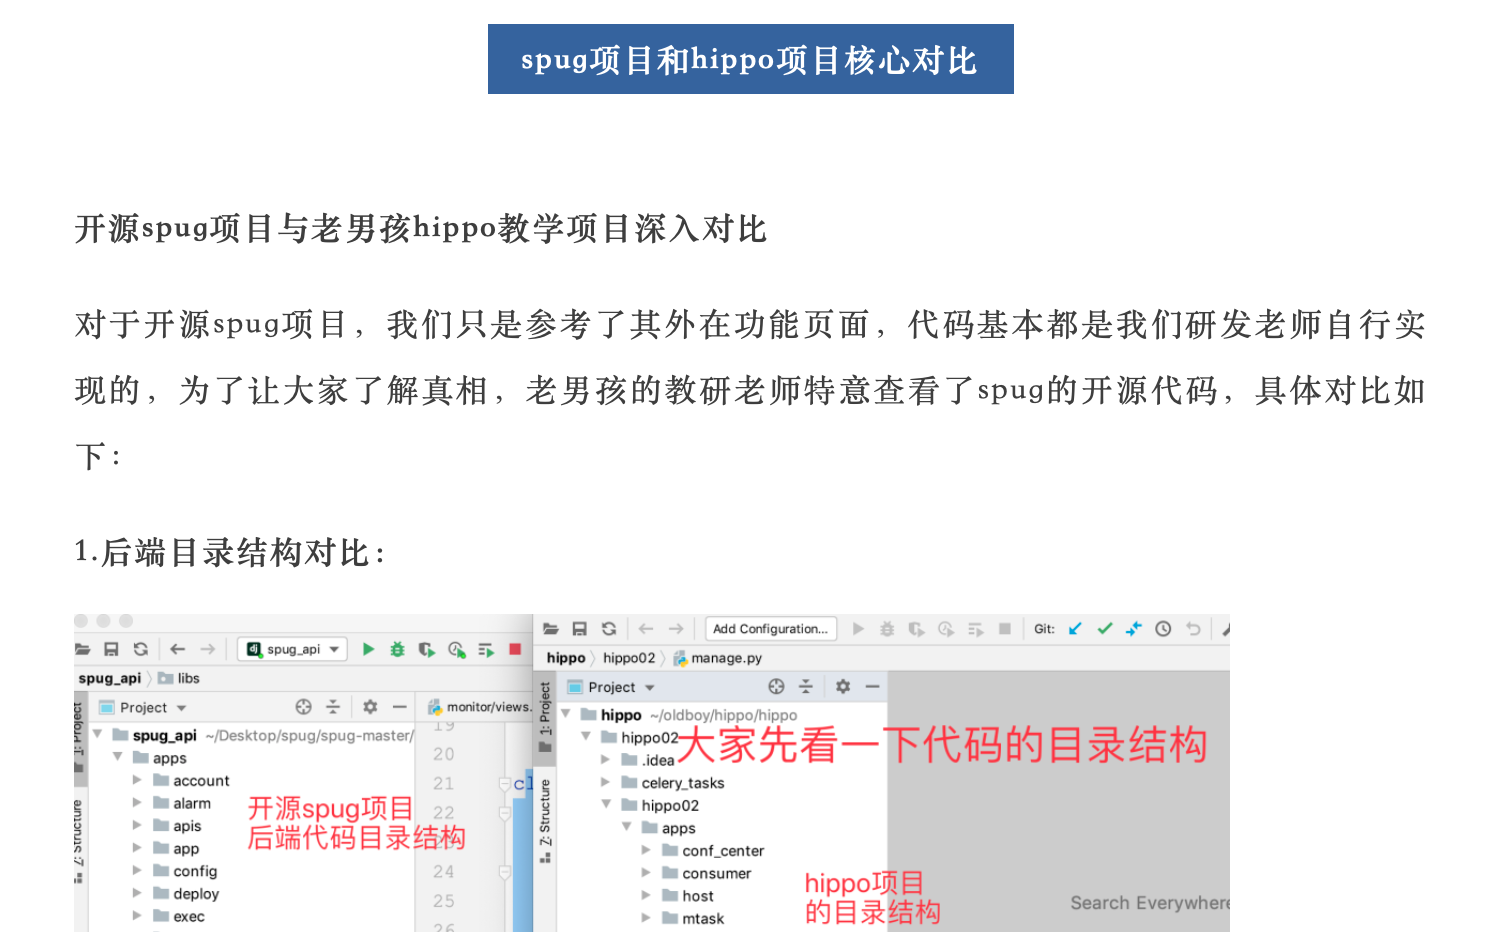 spug项目和hippo项目核心对比
开源spug项目与老男孩hippo教学项目深入对比
对于开源spug项目，我们只是参考了其外在功能页面，代码基本都是我们研发老师自行实
现的，为了让大家了解真相，老男孩的教研老师特意查看了spug的开源代码，具体对比如
下：
1.后端目录结构对比：
spug_api
spug_api
libs
Project
monitor/views.
1: Project
Z: Structure
spug_api ~/Desktop/spug/spug-master/
apps
account
alarm
apis
app
config
deploy
exec
19
20
21
22
23
24
25
26
cl
开源spug项目
后端代码目录结构
Add Configuration...
Git:
hippo
hippo02
manage.py
1: Project
Z: Structure
Project
hippo ~/oldboy/hippo/hippo
hippo02
.idea
celery_tasks
hippo02
apps
conf_center
consumer
host
mtask
大家先看一下代码的目录结构
hippo项目
的目录结构
Search Everywhere